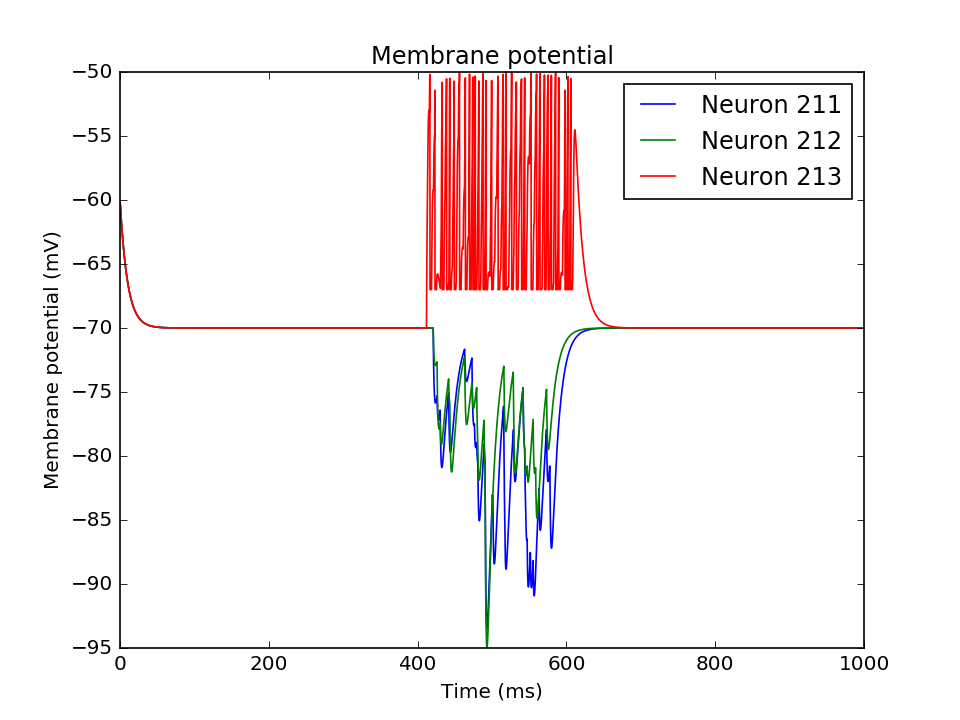 Membrane potential
Neuron 211
Neuron 212
Neuron 213
Membrane potential (mV)
−50
−55
−60
−65
−70
−75
−80
−85
−90
−95
0 200 400 600 800 1000
Time (ms)